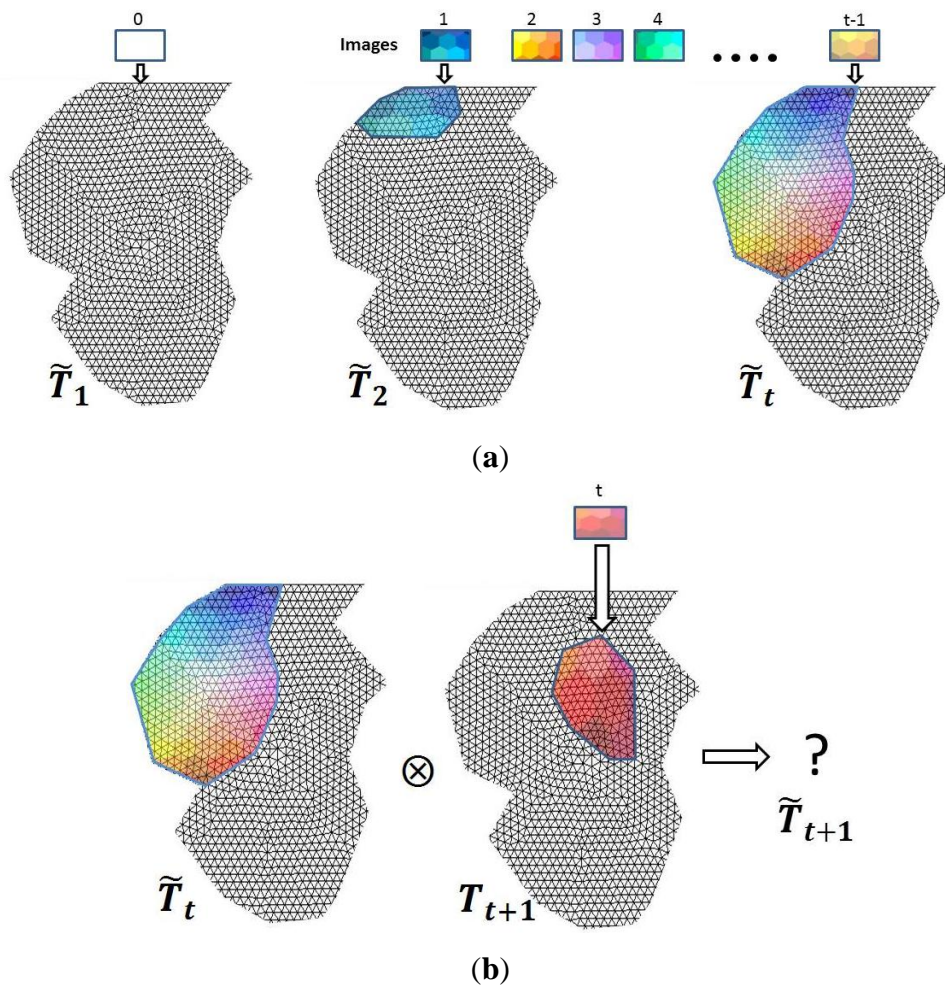 0
1 2 3 4 t-1
Images
T̃₁ T̃₂ T̃ₜ
(a)
t
⊗ ?
T̃ₜ Tₜ₊₁ T̃ₜ₊₁
(b)